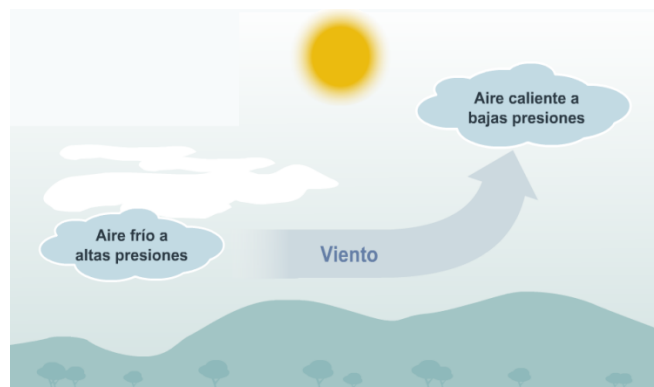 Aire caliente a
bajas presiones
Aire frío a
altas presiones
Viento